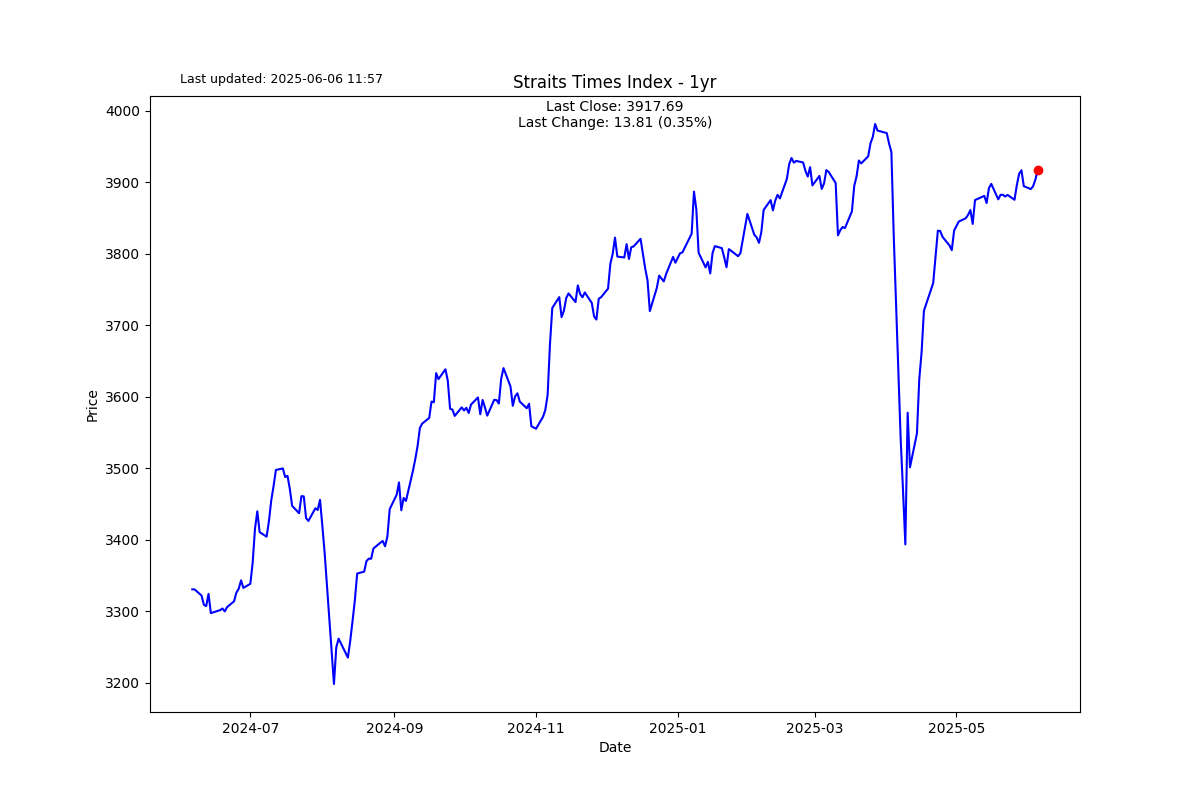 Last updated: 2025-06-06 11:57
Straits Times Index - 1yr
Last Close: 3917.69
Last Change: 13.81 (0.35%)
Price
4000
3900
3800
3700
3600
3500
3400
3300
3200
2024-07
2024-09
2024-11
2025-01
2025-03
2025-05
Date